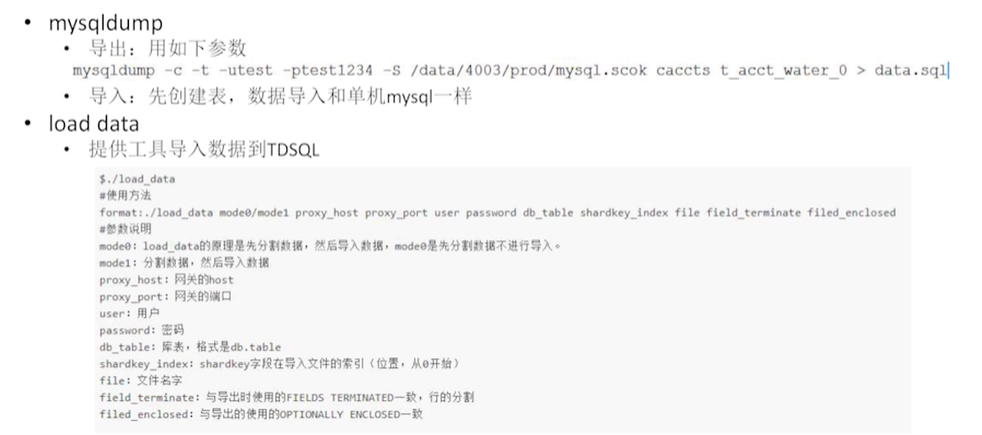 • mysqldump
• 导出：用如下参数
mysqldump -c -t -utest -ptest1234 -S /data/4003/prod/mysql.scok caccts t_acct_water_0 > data.sql
• 导入：先创建表，数据导入和单机mysql一样
• load data
• 提供工具导入数据到TDSQL
$./load_data
#使用方法
format:./load_data mode0/mode1 proxy_host proxy_port user password db_table shardkey_index file field_terminate filed_enclosed
#参数说明
mode0: load_data的原理是先分割数据，然后导入数据，mode0是先分割数据不进行导入。
mode1: 分割数据，然后导入数据
proxy_host: 网关的host
proxy_port: 网关的端口
user: 用户
password: 密码
db_table: 库表，格式是db.table
shardkey_index: shardkey字段在导入文件的索引（位置，从0开始）
file: 文件名字
field_terminate: 与导出时使用的FIELDS TERMINATED一致，行的分割
filed_enclosed: 与导出的使用的OPTIONALLY ENCLOSED一致